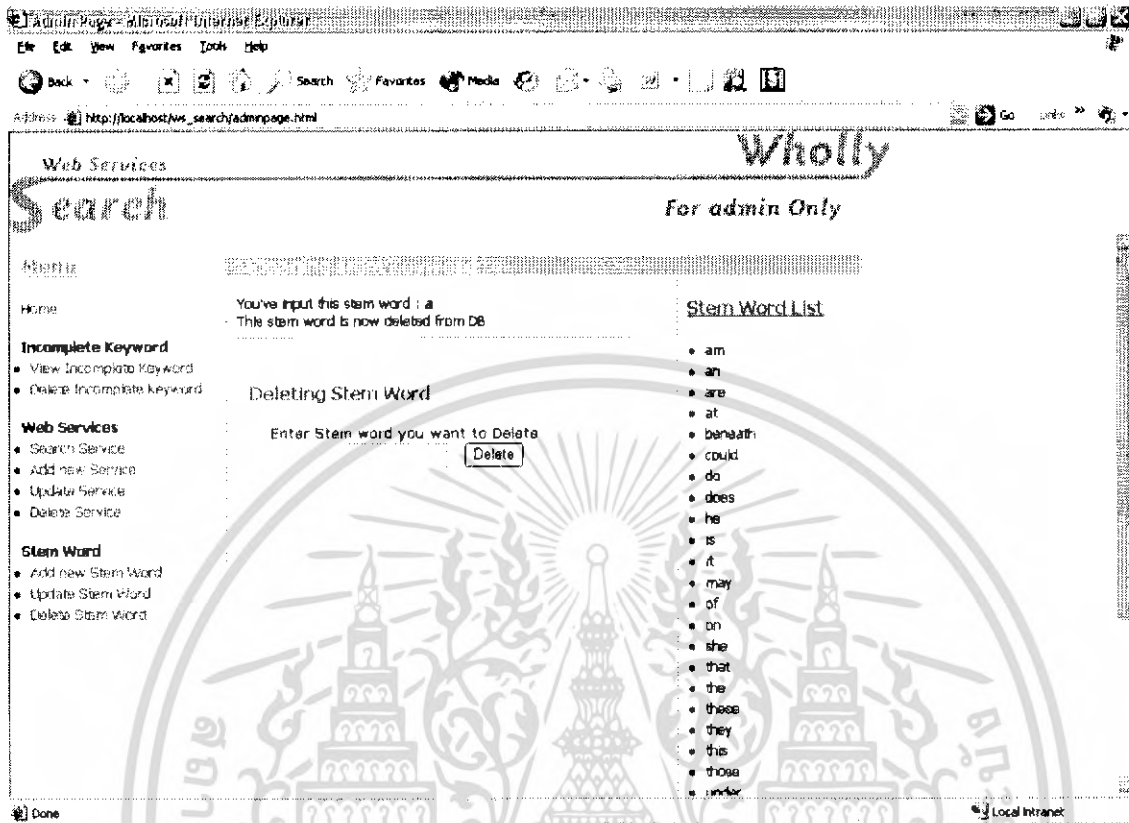 Admin Page - Microsoft Internet Explorer
File Edit View Favorites Tools Help
Back Search Favorites Media
Address http://localhost/ws_search/adminpage.html Go Links »
Web Services
Search
Wholly
For admin Only
Home
Incomplete Keyword
• View Incomplete Keyword
• Delete Incomplete Keyword
Web Services
• Search Service
• Add new Service
• Update Service
• Delete Service
Stem Word
• Add new Stem Word
• Update Stem Word
• Delete Stem Word
You've input this stem word : a
This stem word is now deleted from DB
Deleting Stem Word
Enter Stem word you want to Delete
Delete
Stem Word List
• am
• an
• are
• at
• beneath
• could
• do
• does
• he
• is
• it
• may
• of
• on
• she
• that
• the
• these
• they
• this
• those
• under
Done
Local intranet